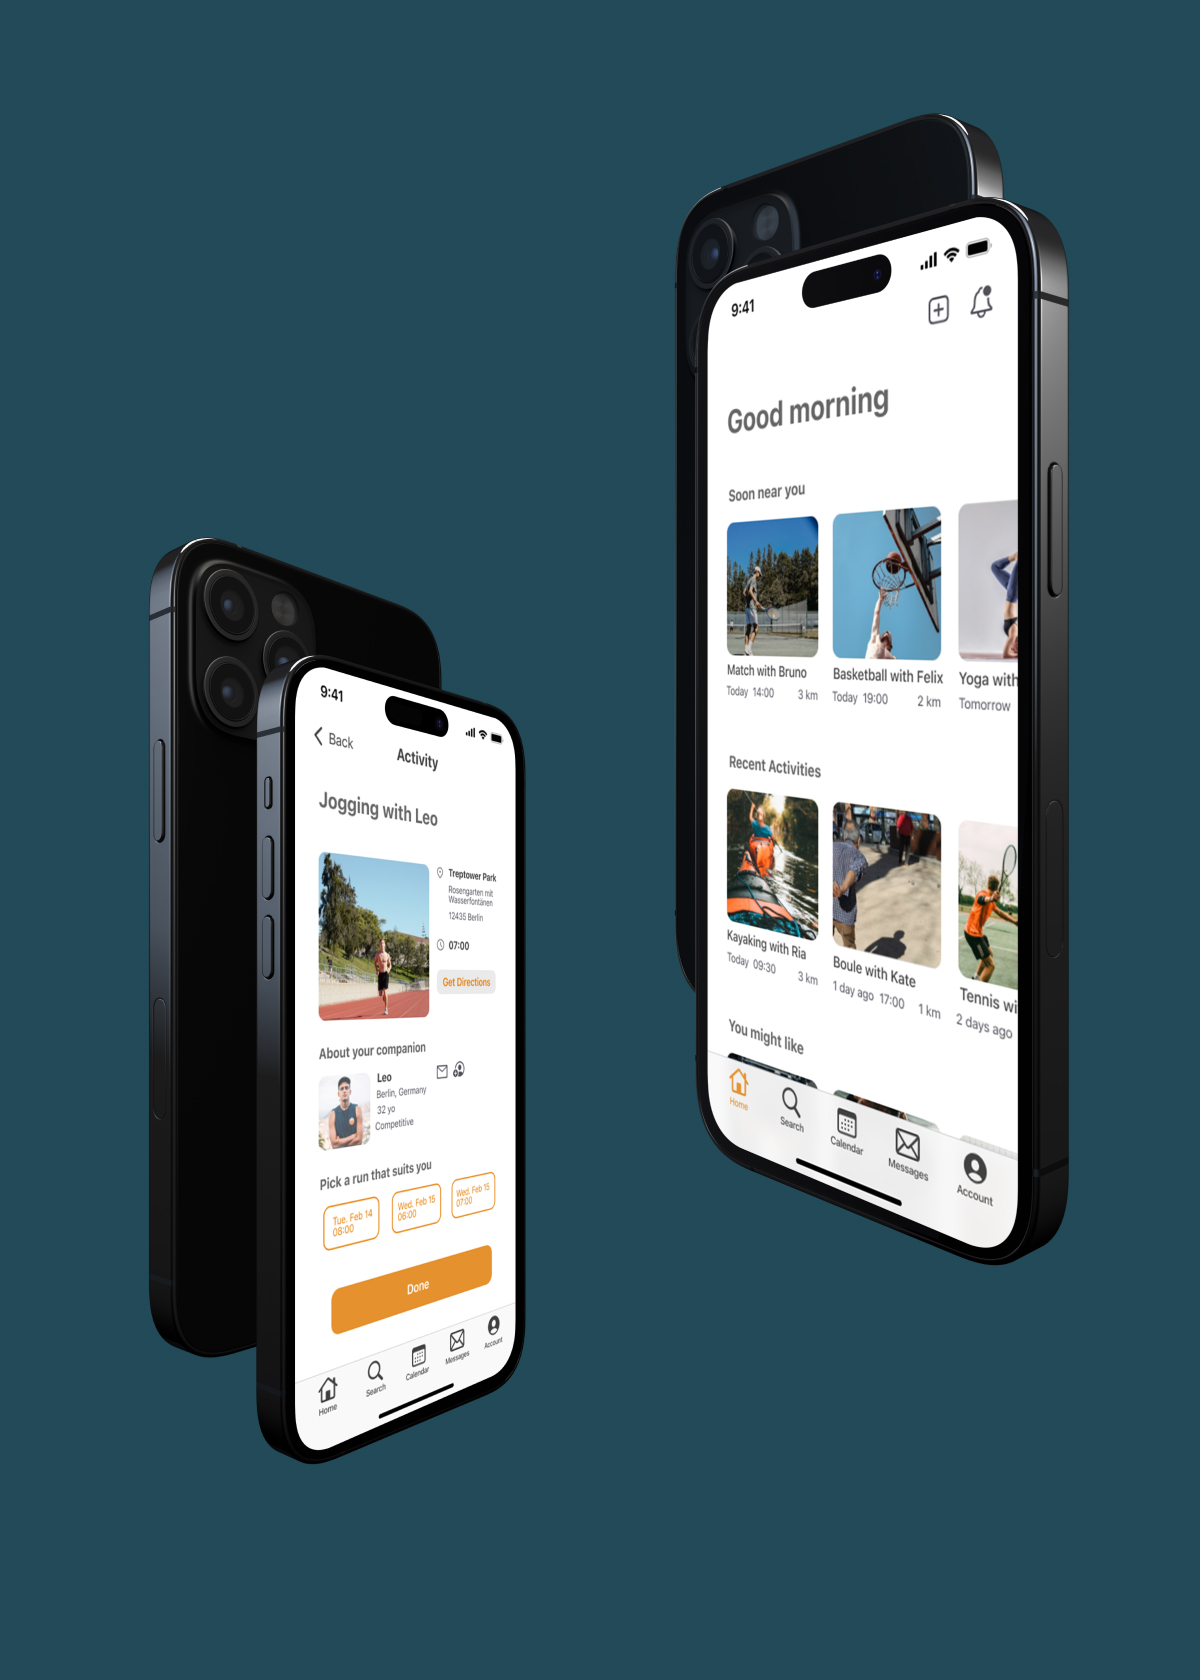 9:41
Back
Activity
Jogging with Leo
Treptower Park
Rosengarten mit
Wasserfontänen
12435 Berlin
07:00
Get Directions
About your companion
Leo
Berlin, Germany
32 yo
Competitive
Pick a run that suits you
Tue. Feb 14
08:00
Wed. Feb 15
06:00
Wed. Feb 15
07:00
Done
Home
Search
Calendar
Messages
Account
9:41
Good morning
Soon near you
Match with Bruno
Today 14:00 3 km
Basketball with Felix
Today 19:00 2 km
Yoga with
Tomorrow
Recent Activities
Kayaking with Ria
Today 09:30 3 km
Boule with Kate
1 day ago 17:00 1 km
Tennis wi
2 days ago
You might like
Home
Search
Calendar
Messages
Account